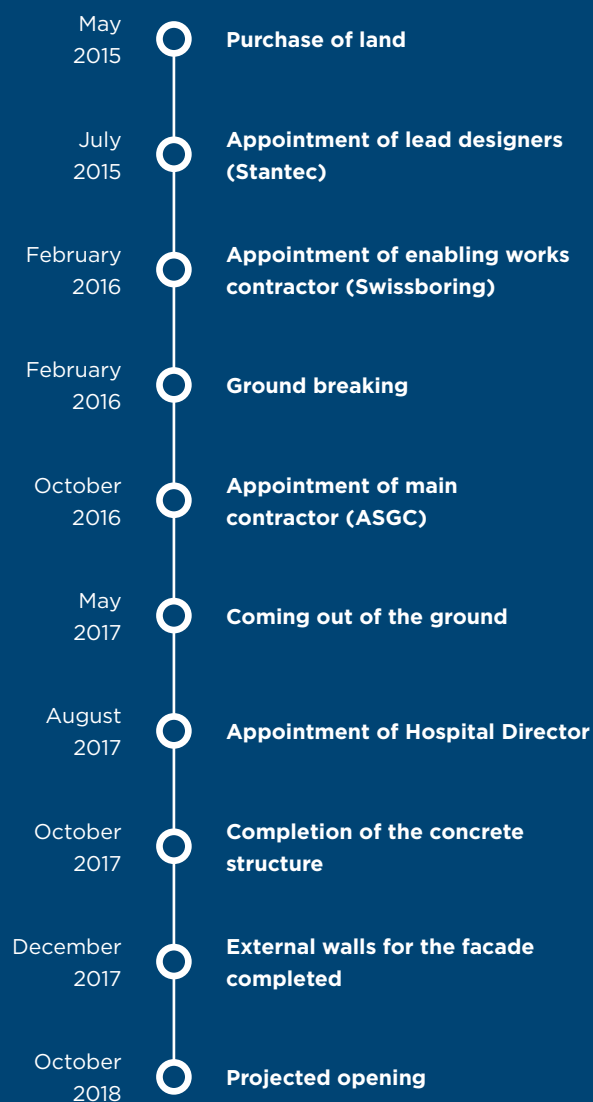 May
2015
Purchase of land
July
2015
Appointment of lead designers
(Stantec)
February
2016
Appointment of enabling works
contractor (Swissboring)
February
2016
Ground breaking
October
2016
Appointment of main
contractor (ASGC)
May
2017
Coming out of the ground
August
2017
Appointment of Hospital Director
October
2017
Completion of the concrete
structure
December
2017
External walls for the facade
completed
October
2018
Projected opening